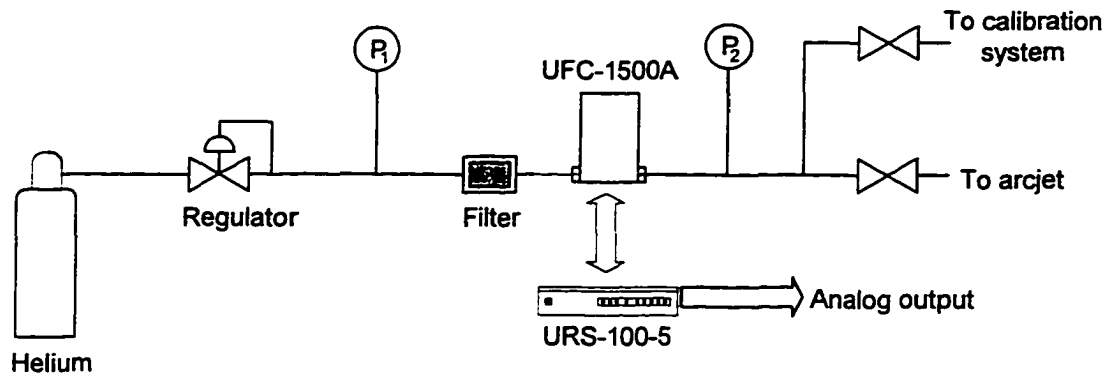 To calibration
system
P1
P2
UFC-1500A
To arcjet
Regulator
Filter
Analog output
URS-100-5
Helium